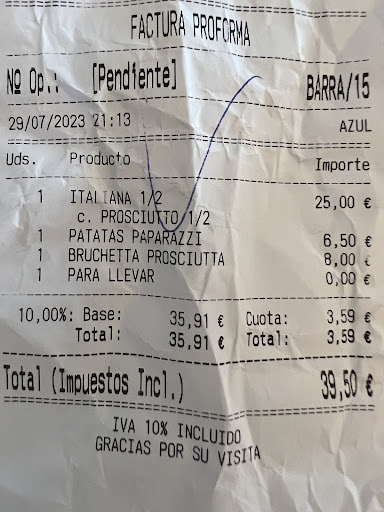 FACTURA PROFORMA
Nº Op.: [Pendiente] BARRA/15
29/07/2023 21:13 AZUL
Uds. Producto Importe
1 ITALIANA 1/2 25,00 €
c. PROSCIUTTO 1/2
1 PATATAS PAPARAZZI 6,50 €
1 BRUCHETTA PROSCIUTTA 8,00 €
1 PARA LLEVAR 0,00 €
10,00%: Base: 35,91 € Cuota: 3,59 €
Total: 35,91 € Total: 3,59 €
Total (Impuestos Incl.) 39,50 €
IVA 10% INCLUIDO
GRACIAS POR SU VISITA